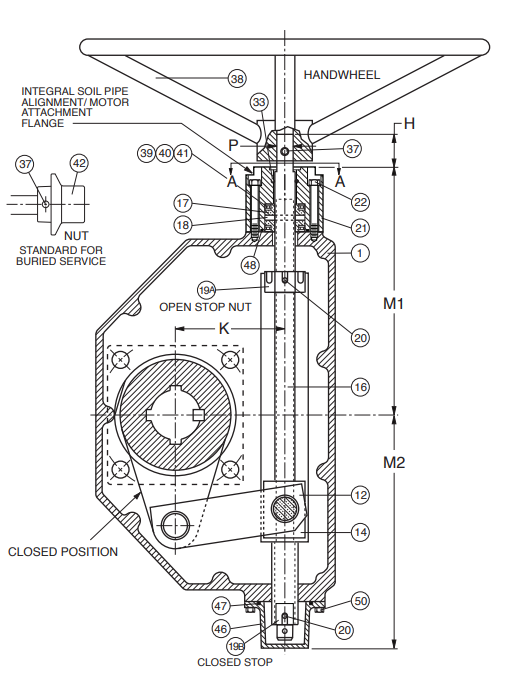 38
HANDWHEEL
INTEGRAL SOIL PIPE
ALIGNMENT/ MOTOR
ATTACHMENT
FLANGE
33
H
P
37
39 40 41
37
42
A
A
17
22
18
21
NUT
STANDARD FOR
BURIED SERVICE
48
1
19A
OPEN STOP NUT
M1
K
20
16
M2
12
14
CLOSED POSITION
47
50
46
20
19B
CLOSED STOP